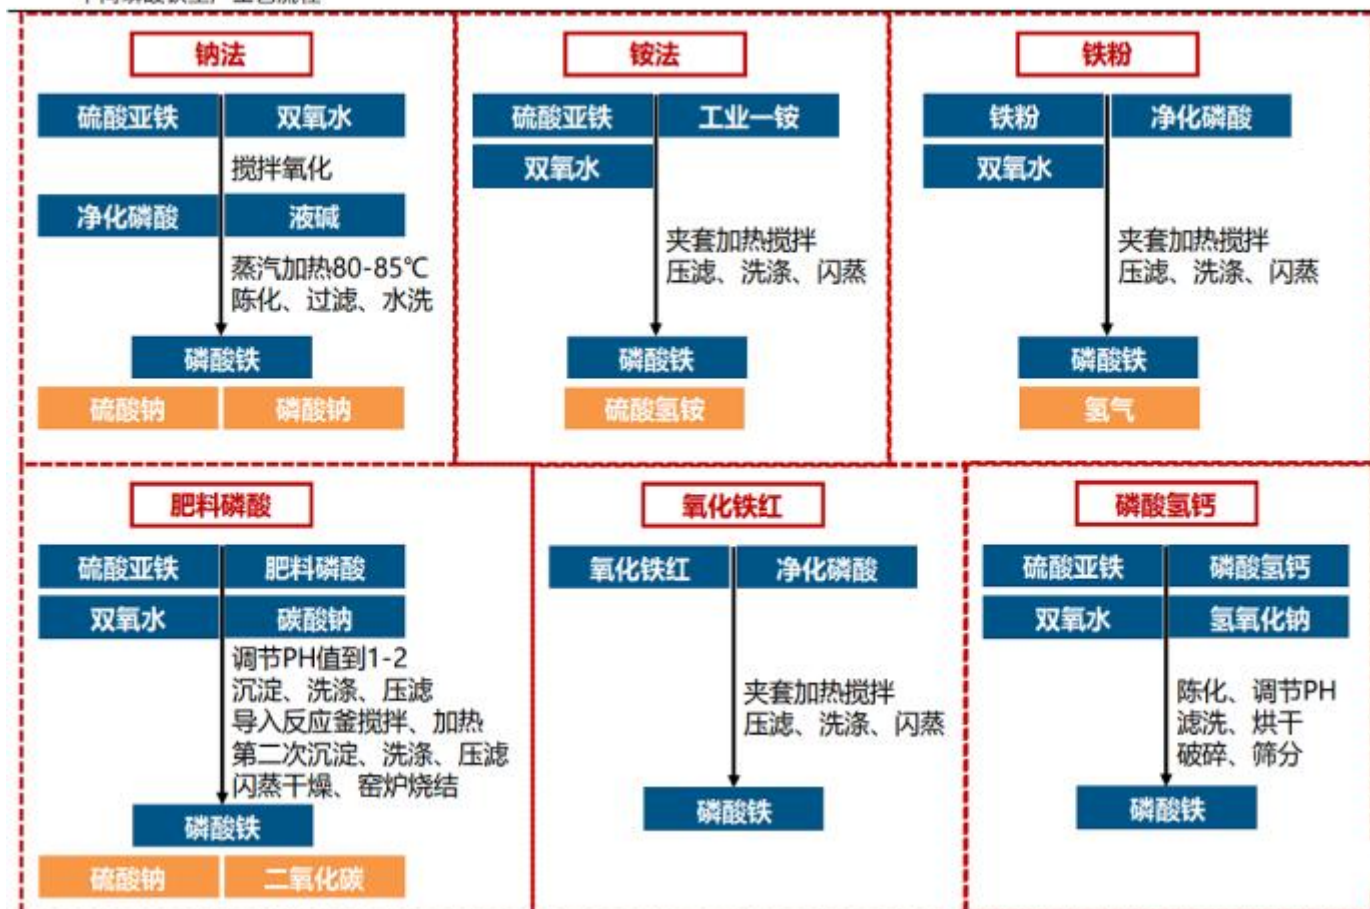 钠法
硫酸亚铁 双氧水
搅拌氧化
净化磷酸 液碱
蒸汽加热80-85℃
陈化、过滤、水洗
磷酸铁
硫酸钠 磷酸钠
铵法
硫酸亚铁 工业一铵
双氧水
夹套加热搅拌
压滤、洗涤、闪蒸
磷酸铁
硫酸氢铵
铁粉
铁粉 净化磷酸
双氧水
夹套加热搅拌
压滤、洗涤、闪蒸
磷酸铁
氢气
肥料磷酸
硫酸亚铁 肥料磷酸
双氧水 碳酸钠
调节PH值到1-2
沉淀、洗涤、压滤
导入反应釜搅拌、加热
第二次沉淀、洗涤、压滤
闪蒸干燥、窑炉烧结
磷酸铁
硫酸钠 二氧化碳
氧化铁红
氧化铁红 净化磷酸
夹套加热搅拌
压滤、洗涤、闪蒸
磷酸铁
磷酸氢钙
硫酸亚铁 磷酸氢钙
双氧水 氢氧化钠
陈化、调节PH
滤洗、烘干
破碎、筛分
磷酸铁